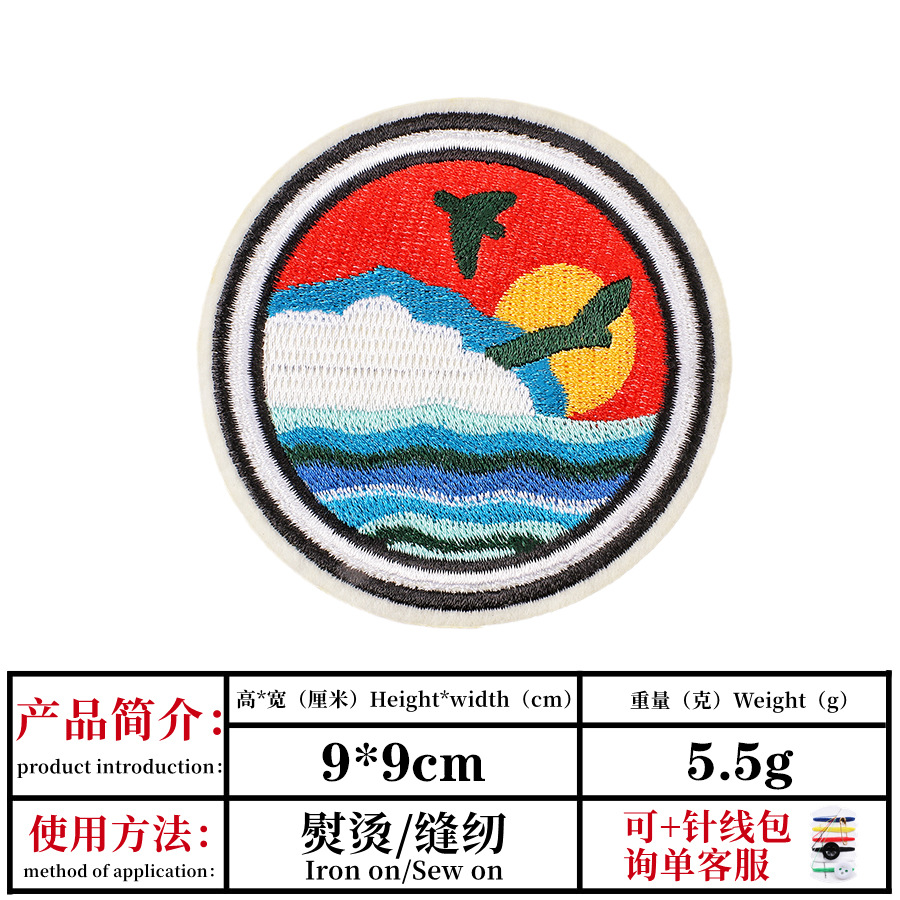 产品简介:
product introduction:
高*宽（厘米）Height*width（cm）
重量（克）Weight（g）
9*9cm
5.5g
使用方法:
method of application:
熨烫/缝纫
Iron on/Sew on
可+针线包
询单客服